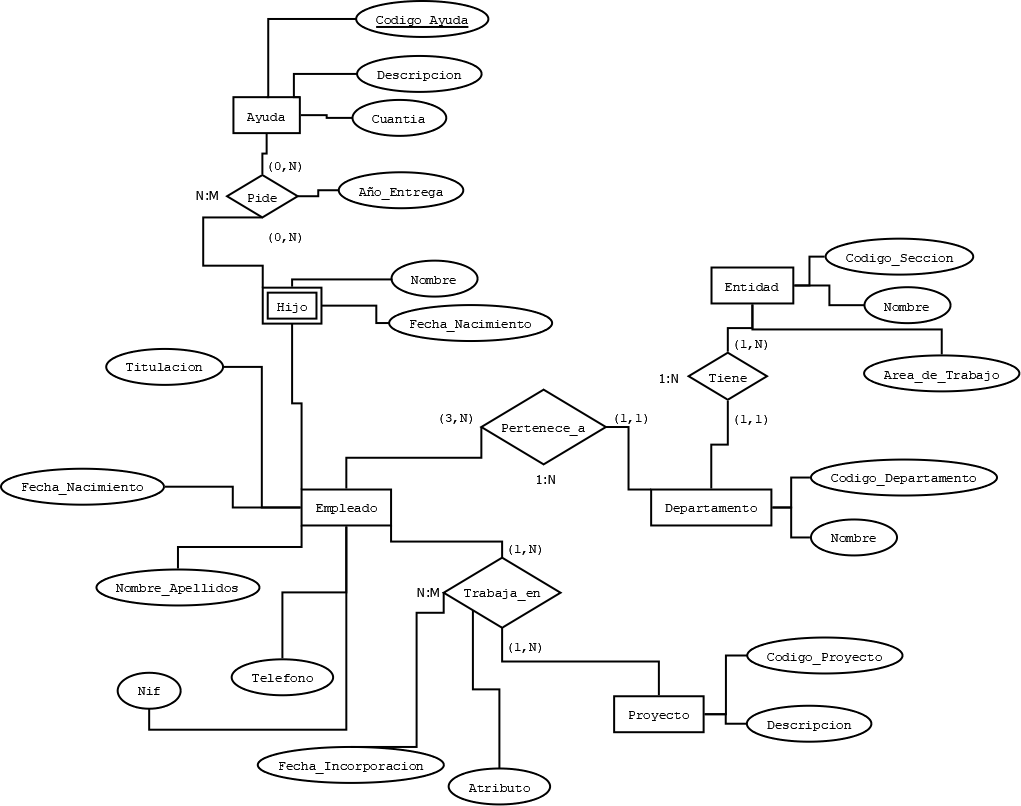 Codigo_Ayuda
Descripcion
Ayuda
Cuantia
(0,N)
N:M
Pide
Año_Entrega
(0,N)
Codigo_Seccion
Nombre
Entidad
Hijo
Nombre
Fecha_Nacimiento
(1,N)
Titulacion
Area_de_Trabajo
1:N
Tiene
(3,N)
(1,1)
(1,1)
Pertenece_a
1:N
Codigo_Departamento
Fecha_Nacimiento
Empleado
Departamento
Nombre
(1,N)
Nombre_Apellidos
N:M
Trabaja_en
(1,N)
Codigo_Proyecto
Telefono
Nif
Proyecto
Descripcion
Fecha_Incorporacion
Atributo